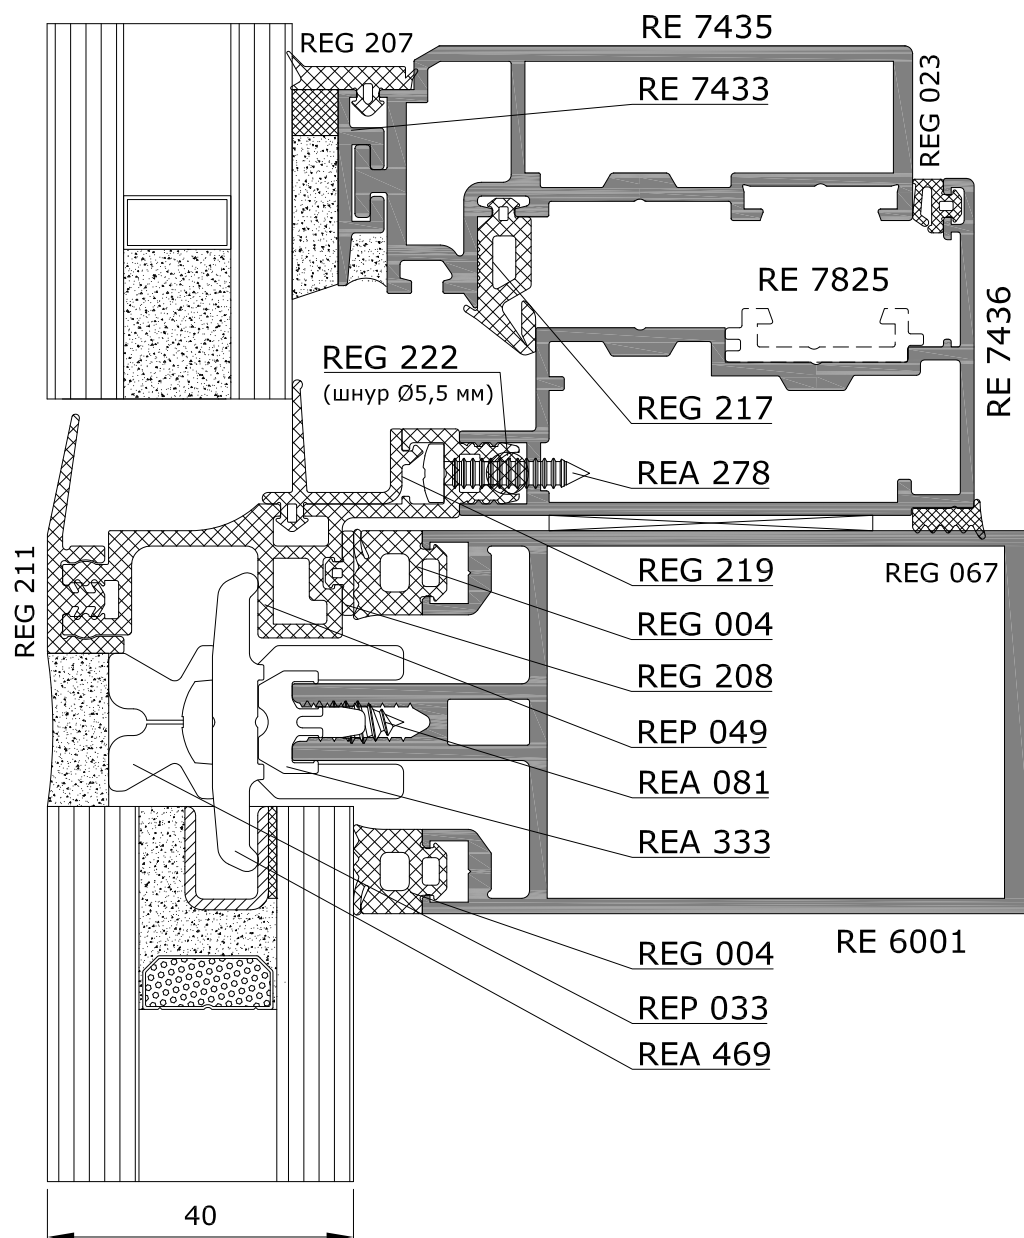 RE 7435
REG 207
RE 7433
REG 023
RE 7825
RE 7436
REG 222
(шнур Ø5,5 мм)
REG 217
REA 278
REG 211
REG 219
REG 067
REG 004
REG 208
REP 049
REA 081
REA 333
RE 6001
REG 004
REP 033
REA 469
40